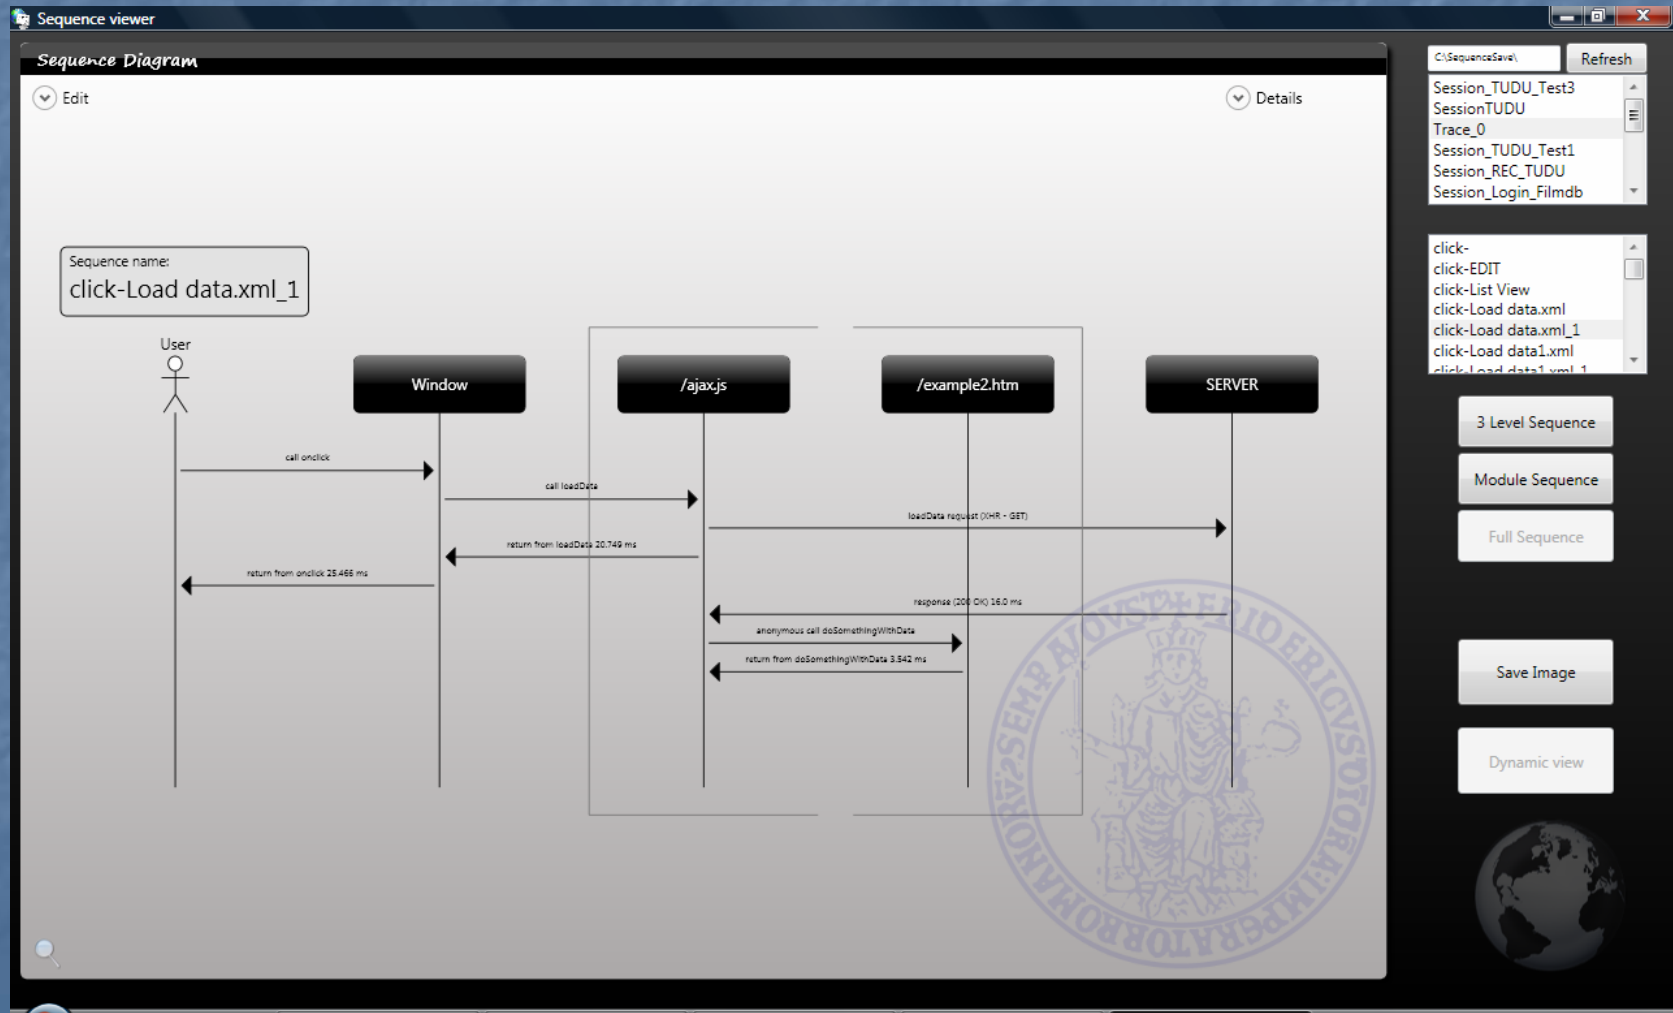 Sequence viewer
Sequence Diagram
Edit
Details
Sequence name:
click-Load data.xml_1
User
Window
/ajax.js
/example2.htm
SERVER
call onclick
call loadData
loadData request (XHR - GET)
return from loadData 20.749 ms
return from onclick 25.466 ms
response (200 OK) 16.0 ms
anonymous call doSomethingWithData
return from doSomethingWithData 3.542 ms
C:\SequenceSave\
Refresh
Session_TUDU_Test3
SessionTUDU
Trace_0
Session_TUDU_Test1
Session_REC_TUDU
Session_Login_Filmdb
click-
click-EDIT
click-List View
click-Load data.xml
click-Load data.xml_1
click-Load data1.xml
click-Load data1.xml_1
3 Level Sequence
Module Sequence
Full Sequence
Save Image
Dynamic view